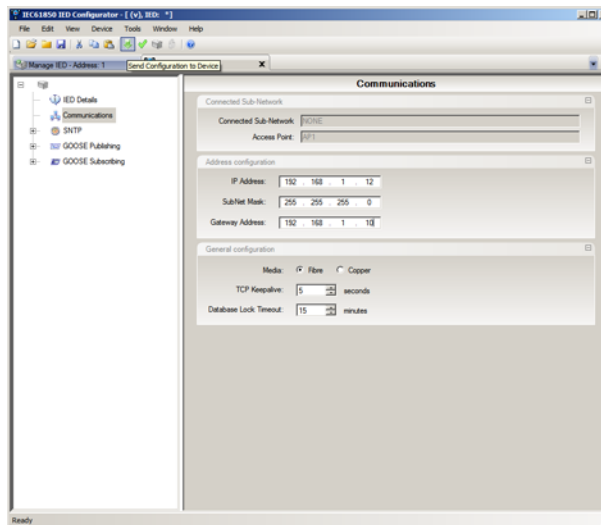 IEC61850 IED Configurator - [ (v), IED: *]
File Edit View Device Tools Window Help
Manage IED - Address: 1
Send Configuration to Device
Communications
IED Details
Communications
SNTP
GOOSE Publishing
GOOSE Subscribing
Connected Sub-Network
Connected Sub-Network: NONE
Access Point: AP1
Address configuration
IP Address: 192 . 168 . 1 . 12
SubNet Mask: 255 . 255 . 255 . 0
Gateway Address: 192 . 168 . 1 . 10
General configuration
Media: Fibre Copper
TCP Keepalive: 5 seconds
Database Lock Timeout: 15 minutes
Ready